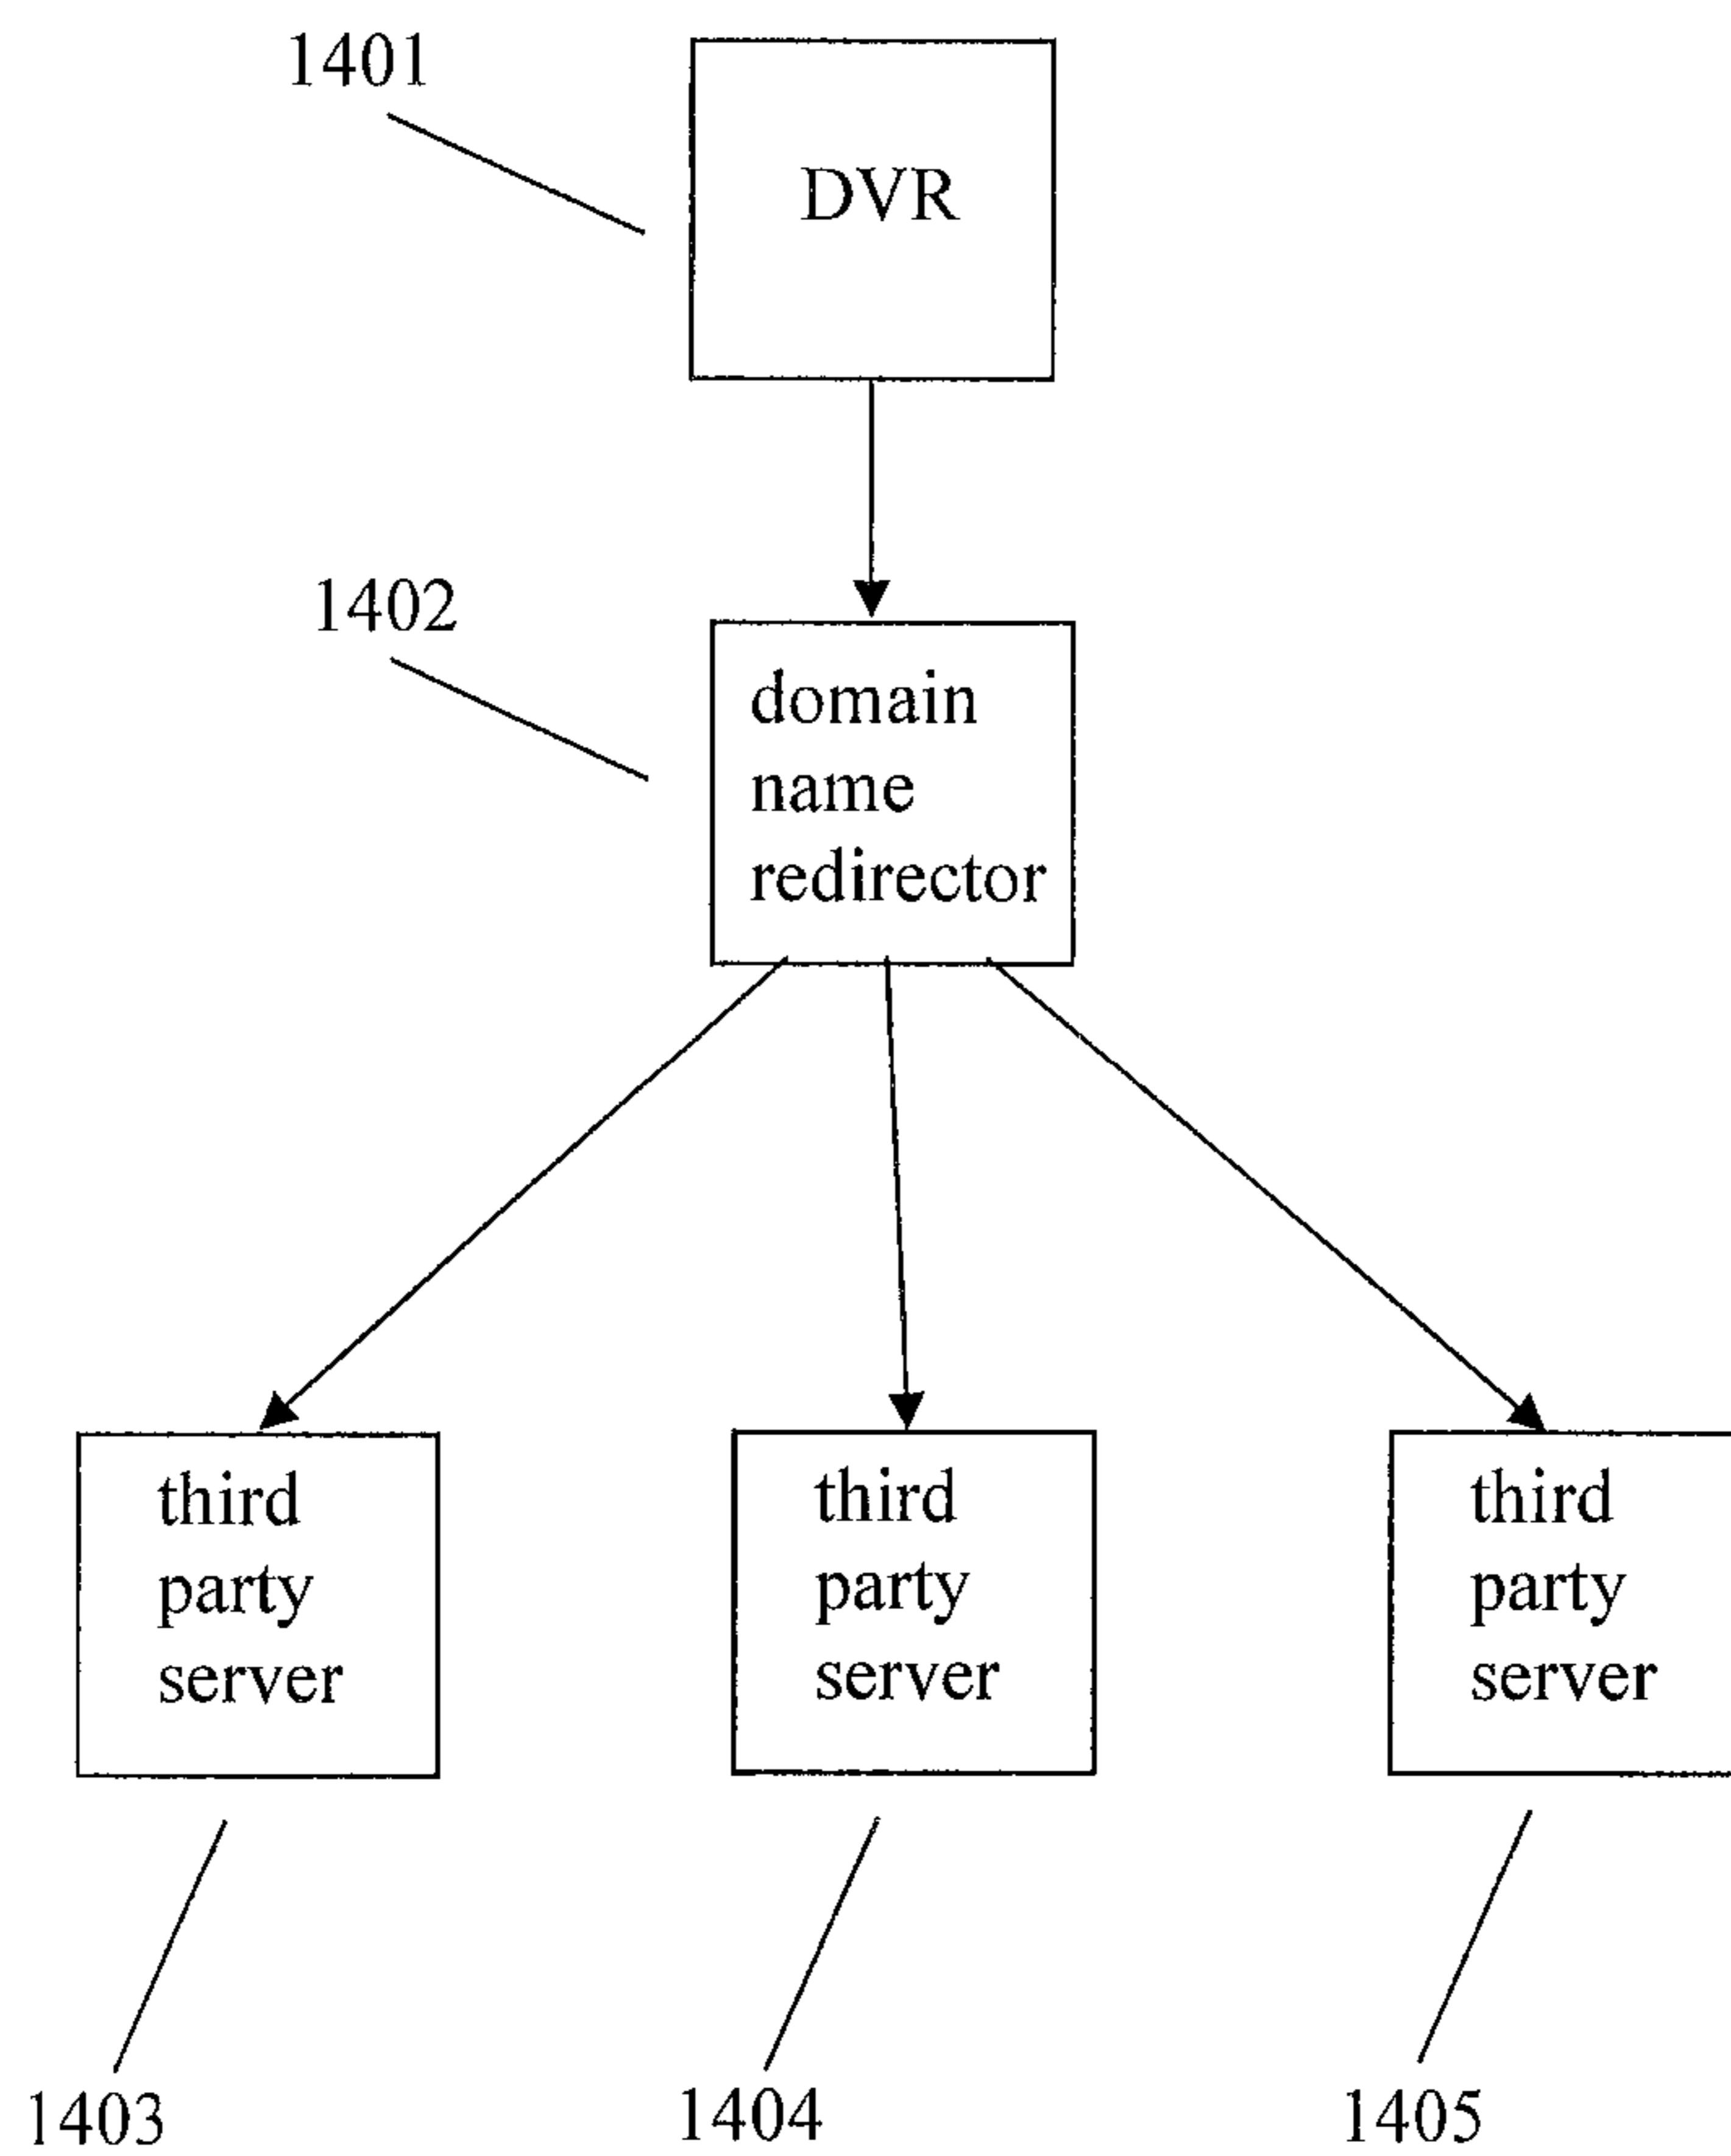 1401
DVR
1402
domain
name
redirector
third
party
server
third
party
server
third
party
server
1403
1404
1405